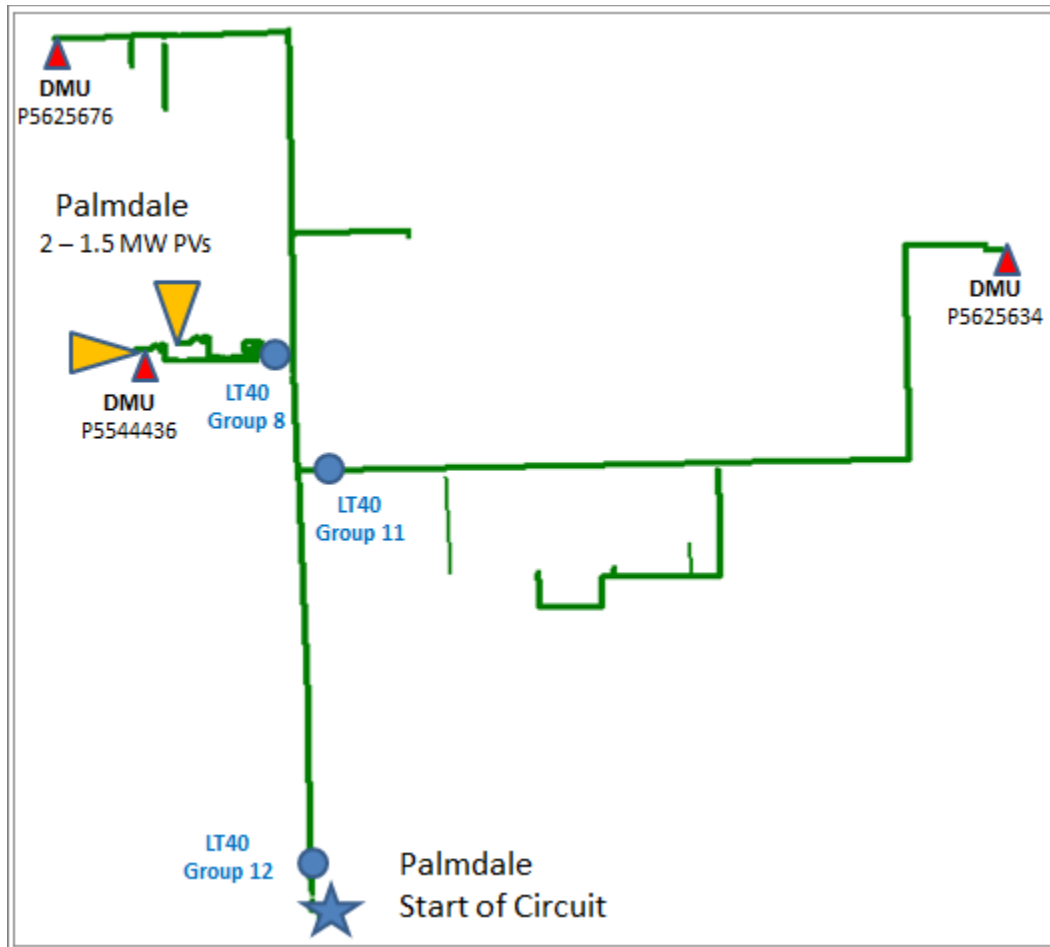 DMU
P5625676
Palmdale
2 – 1.5 MW PVs
DMU
P5625634
LT40
Group 8
DMU
P5544436
LT40
Group 11
LT40
Group 12
Palmdale
Start of Circuit